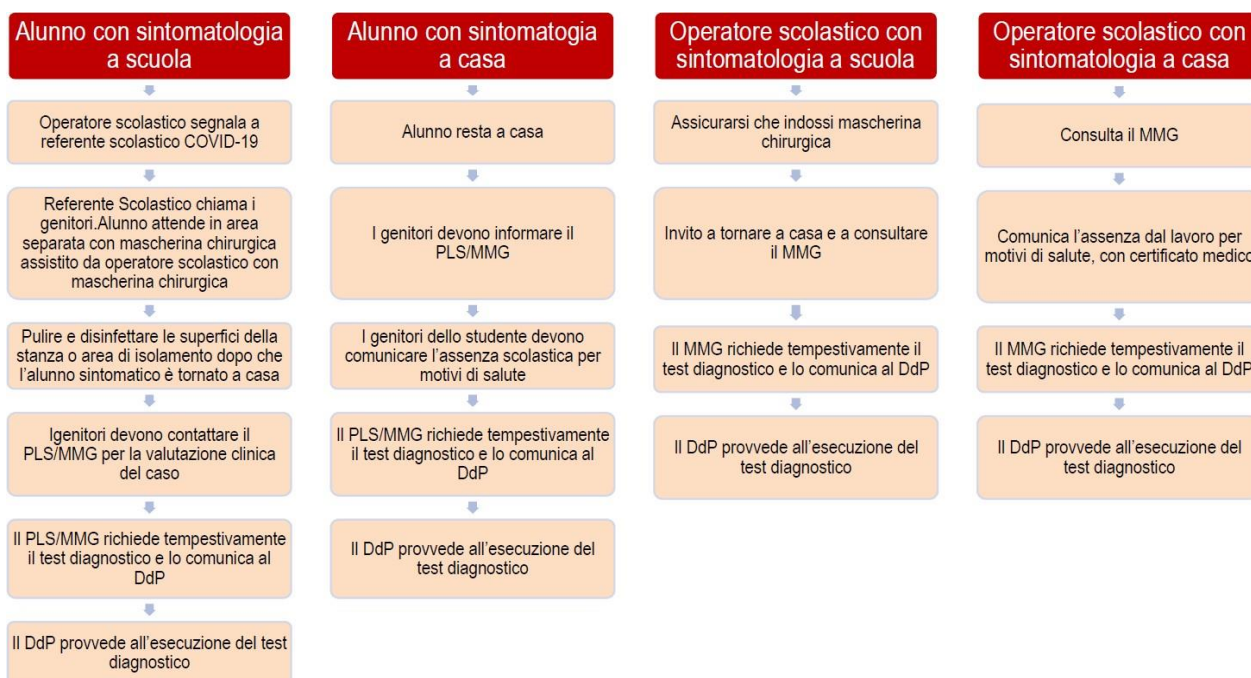 Alunno con sintomatologia
a scuola
Operatore scolastico segnala a
referente scolastico COVID-19
Referente Scolastico chiama i
genitori.Alunno attende in area
separata con mascherina chirurgica
assistito da operatore scolastico con
mascherina chirurgica
Pulire e disinfettare le superfici della
stanza o area di isolamento dopo che
l'alunno sintomatico è tornato a casa
Igenitori devono contattare il
PLS/MMG per la valutazione clinica
del caso
Il PLS/MMG richiede tempestivamente
il test diagnostico e lo comunica al
DdP
Il DdP provvede all'esecuzione del test
diagnostico
Alunno con sintomatogia
a casa
Alunno resta a casa
I genitori devono informare il
PLS/MMG
I genitori dello studente devono
comunicare l'assenza scolastica per
motivi di salute
Il PLS/MMG richiede tempestivamente
il test diagnostico e lo comunica al
DdP
Il DdP provvede all'esecuzione del
test diagnostico
Operatore scolastico con
sintomatologia a scuola
Assicurarsi che indossi mascherina
chirurgica
Invito a tornare a casa e a consultare
il MMG
Il MMG richiede tempestivamente il
test diagnostico e lo comunica al DdP
Il DdP provvede all'esecuzione del
test diagnostico
Operatore scolastico con
sintomatologia a casa
Consulta il MMG
Comunica l'assenza dal lavoro per
motivi di salute, con certificato medico
Il MMG richiede tempestivamente il
test diagnostico e lo comunica al DdP
Il DdP provvede all'esecuzione del
test diagnostico